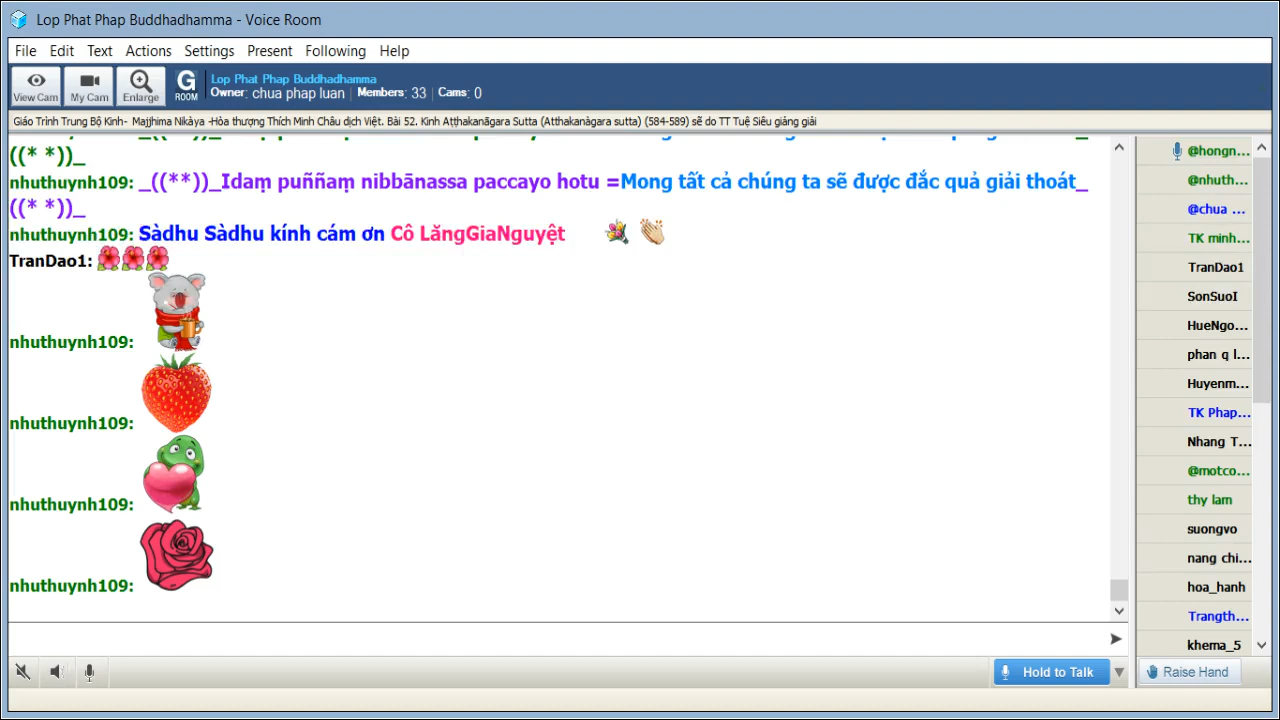 Lop Phat Phap Buddhadhamma - Voice Room
File Edit Text Actions Settings Present Following Help
View Cam My Cam Enlarge G ROOM
Lop Phat Phap Buddhadhamma
Owner: chua phap luan Members: 33 Cams: 0
Giáo Trình Trung Bộ Kinh- Majjhima Nikàya -Hòa thượng Thích Minh Châu dịch Việt. Bài 52. Kinh Aṭṭhakanāgara Sutta (Atthakanàgara sutta) (584-589) sẽ do TT Tuệ Siêu giảng giải
((* *))_
nhuthuynh109: _((**))_Idaṃ puññaṃ nibbānassa paccayo hotu =Mong tất cả chúng ta sẽ được đắc quả giải thoát_
((* *))_
nhuthuynh109: Sàdhu Sàdhu kính cám ơn Cô LăngGiaNguyệt
TranDao1:
nhuthuynh109:
nhuthuynh109:
nhuthuynh109:
nhuthuynh109:
@hongn...
@nhuth...
@chua ...
TK minh...
TranDao1
SonSuoI
HueNgo...
phan q l...
Huyenm...
TK Phap...
Nhang T...
@motco...
thy lam
suongvo
nang chi...
hoa_hanh
Trangth...
khema_5
Hold to Talk
Raise Hand